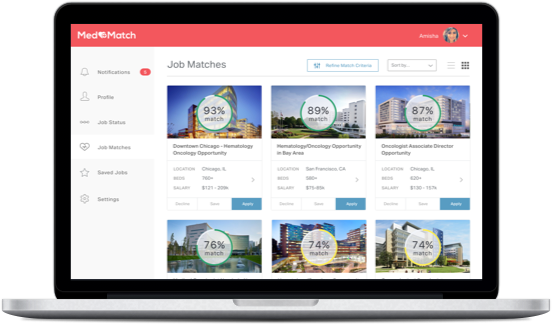 Med Match
Amisha
Job Matches
Refine Match Criteria
Sort by...
Notifications
Profile
Job Status
Job Matches
Saved Jobs
Settings
93%
match
89%
match
87%
match
Downtown Chicago - Hematology
Oncology Opportunity
Hematology/Oncology Opportunity
in Bay Area
Oncologist Associate Director
Opportunity
LOCATION Chicago, IL
BEDS 760+
SALARY $121 - 209k
LOCATION San Francisco, CA
BEDS 580+
SALARY $75-83k
LOCATION Chicago, IL
BEDS 620+
SALARY $130 - 157k
Decline Save Apply
Decline Save Apply
Decline Save Apply
76%
match
74%
match
74%
match